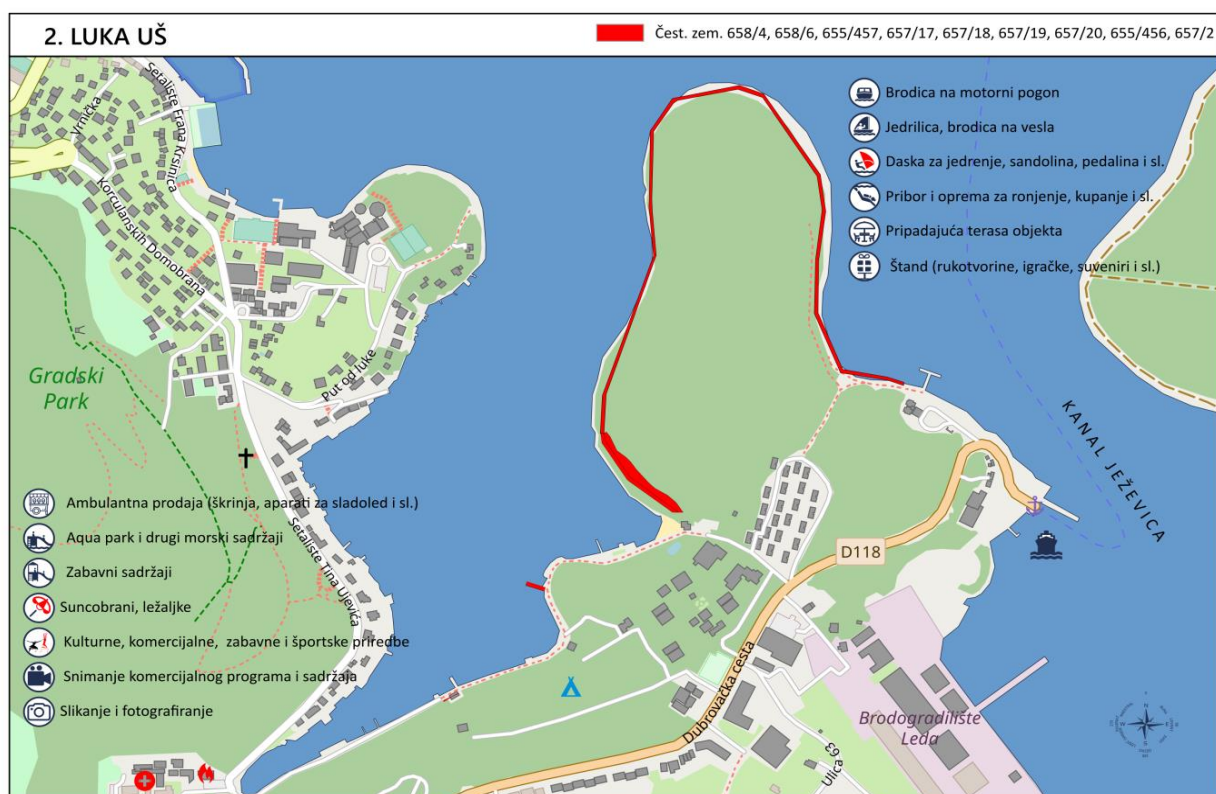 2. LUKA UŠ
Čest. zem. 658/4, 658/6, 655/457, 657/17, 657/18, 657/19, 657/20, 655/456, 657/2
Brodica na motorni pogon
Jedrilica, brodica na vesla
Daska za jedrenje, sandolina, pedalina i sl.
Pribor i oprema za ronjenje, kupanje i sl.
Pripadajuća terasa objekta
Štand (rukotvorine, igračke, suveniri i sl.)
Vrnička
Šetalište Frana Kršinića
Korčulanskih Domobrana
Gradski
Park
Put od luke
KANAL JEŽEVICA
Ambulantna prodaja (škrinja, aparati za sladoled i sl.)
Aqua park i drugi morski sadržaji
Zabavni sadržaji
Suncobrani, ležaljke
Kulturne, komercijalne, zabavne i športske priredbe
Snimanje komercijalnog programa i sadržaja
Slikanje i fotografiranje
Šetalište Tina Ujevića
D118
Dubrovačka cesta
Brodogradilište
Leda
Ulica 63
N
W
E
S